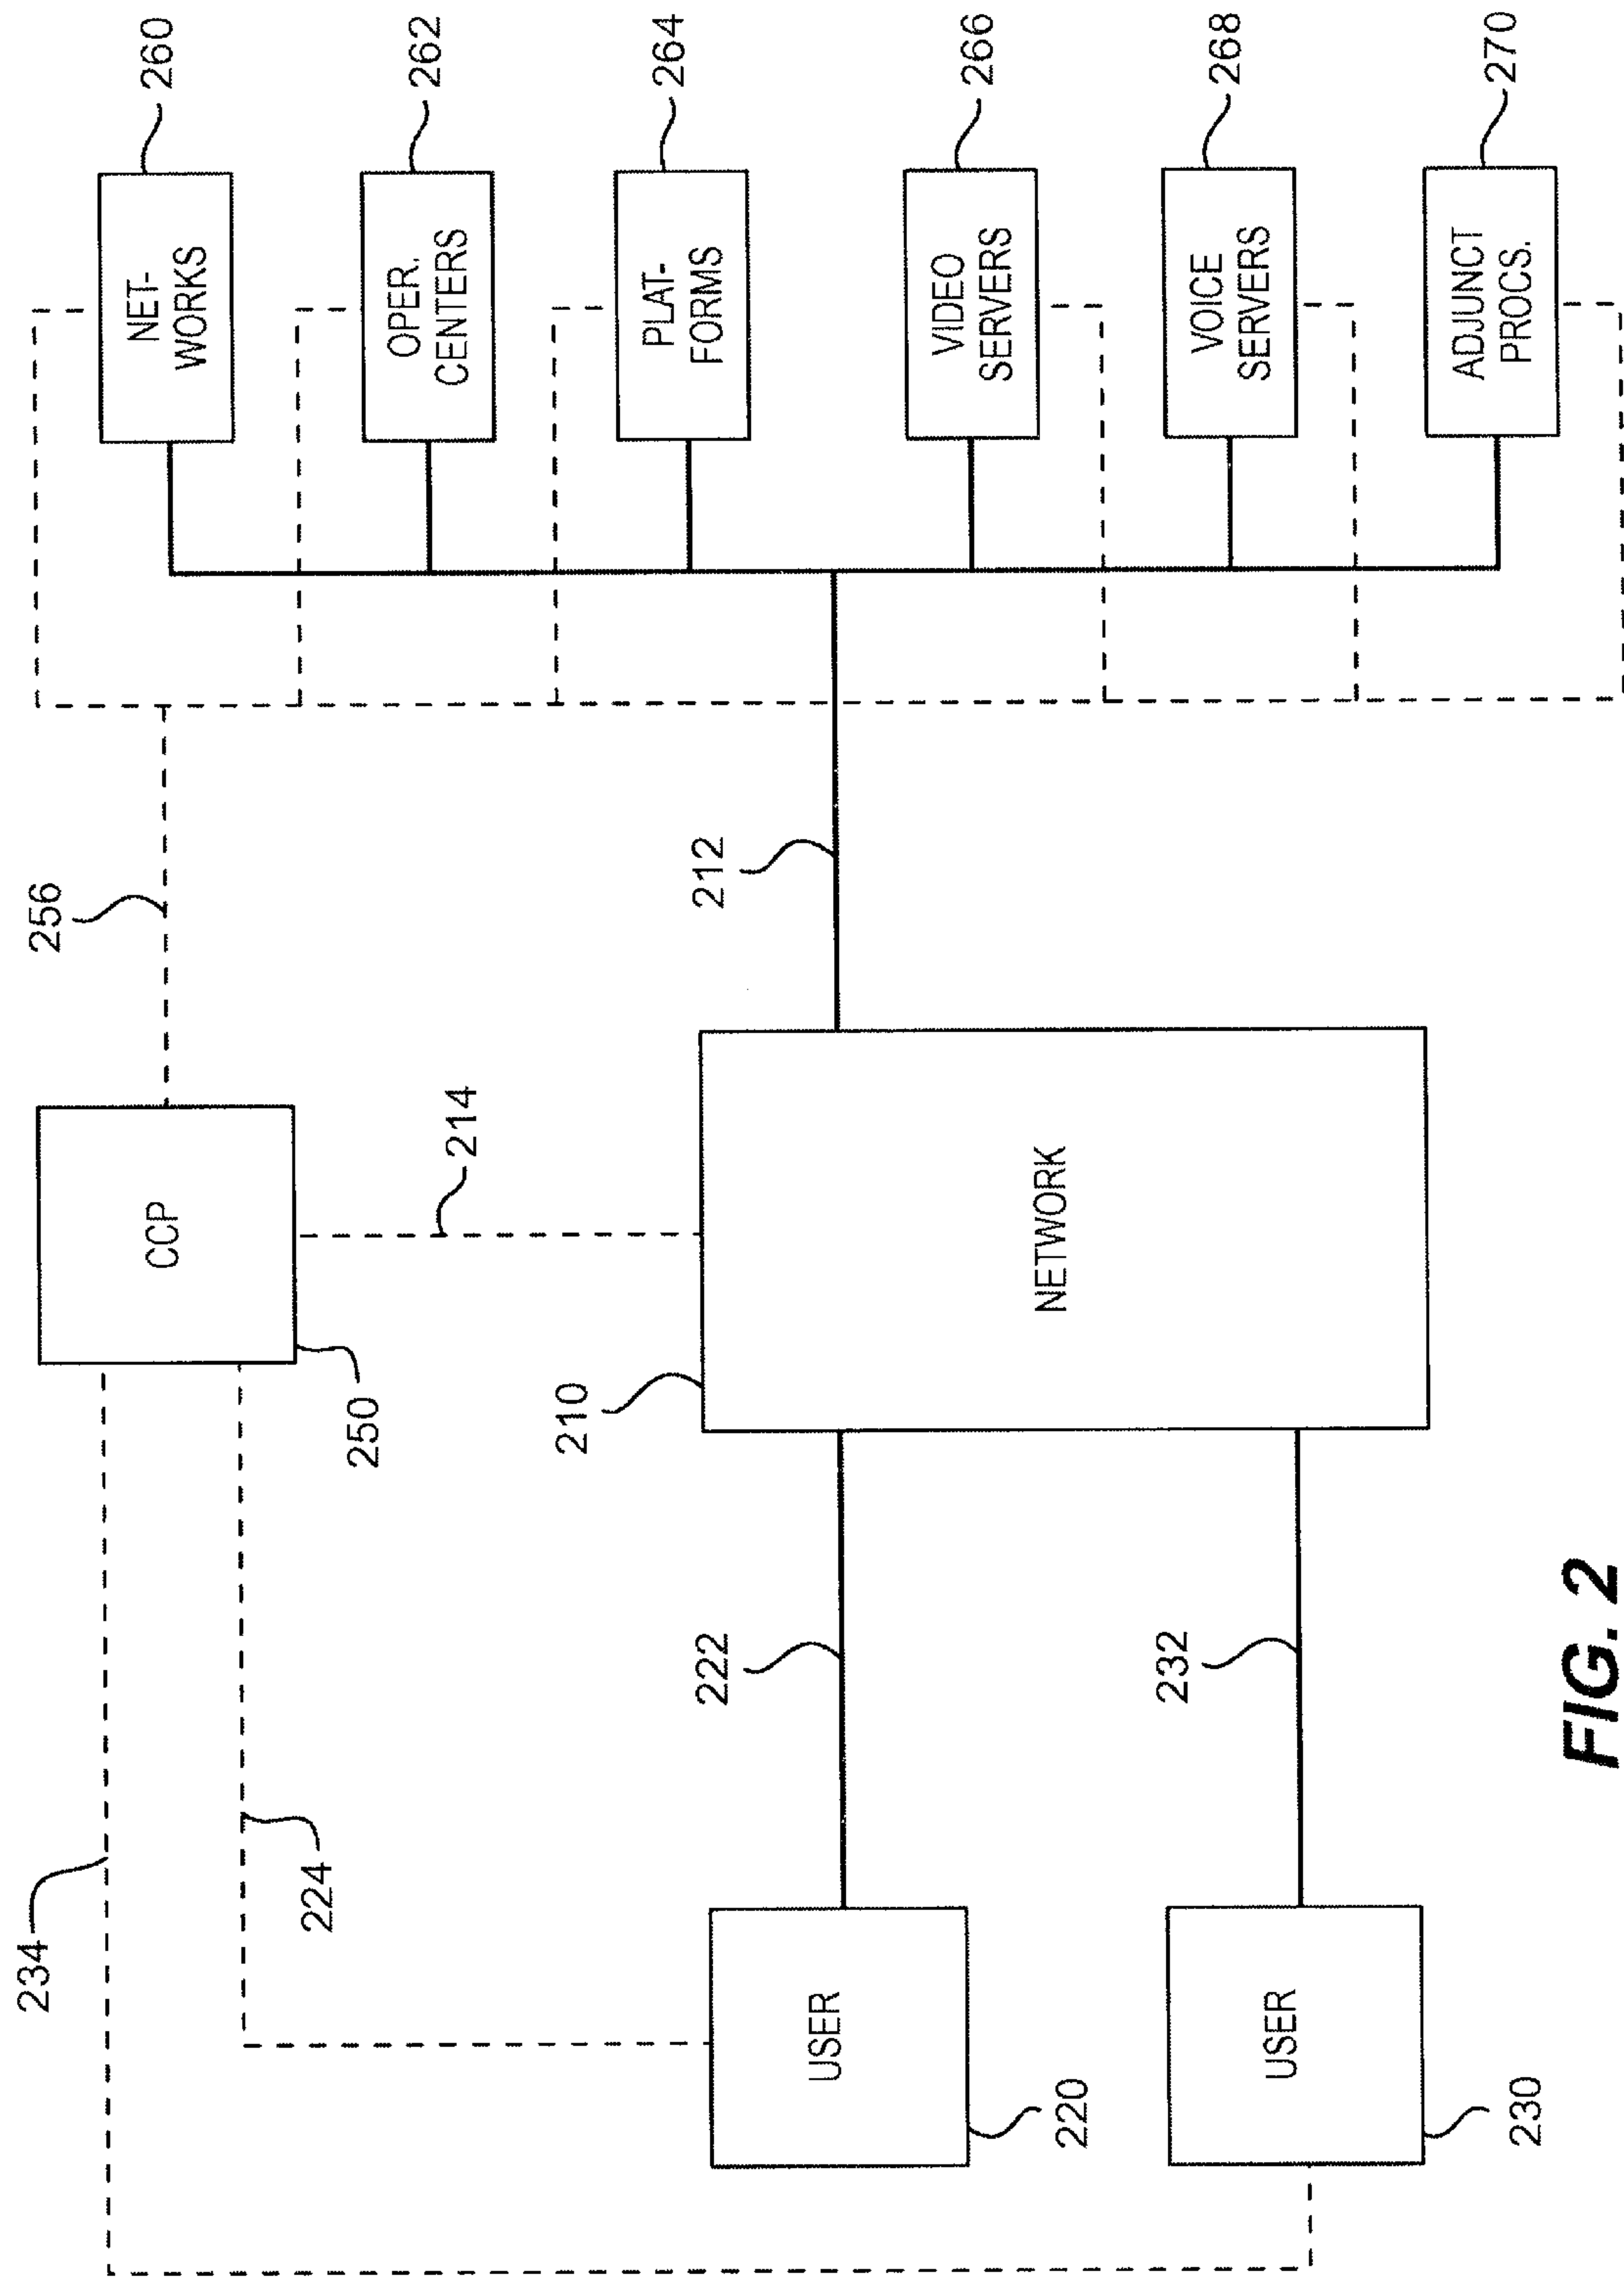 234
224
CCP
250
214
256
USER
220
222
210
NETWORK
212
USER
230
232
NET-
WORKS
260
OPER.
CENTERS
262
PLAT-
FORMS
264
VIDEO
SERVERS
266
VOICE
SERVERS
268
ADJUNCT
PROCS.
270
FIG. 2